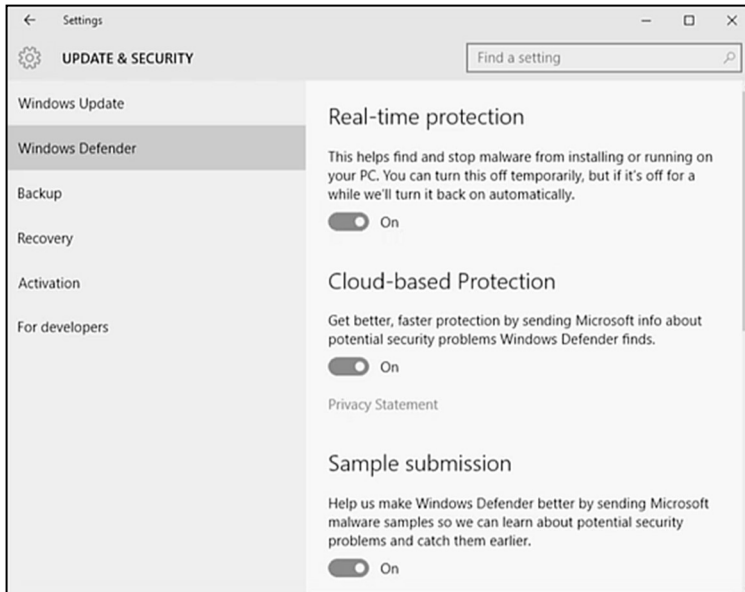 Settings
UPDATE & SECURITY
Find a setting
Windows Update
Windows Defender
Backup
Recovery
Activation
For developers
Real-time protection
This helps find and stop malware from installing or running on
your PC. You can turn this off temporarily, but if it's off for a
while we'll turn it back on automatically.
On
Cloud-based Protection
Get better, faster protection by sending Microsoft info about
potential security problems Windows Defender finds.
On
Privacy Statement
Sample submission
Help us make Windows Defender better by sending Microsoft
malware samples so we can learn about potential security
problems and catch them earlier.
On